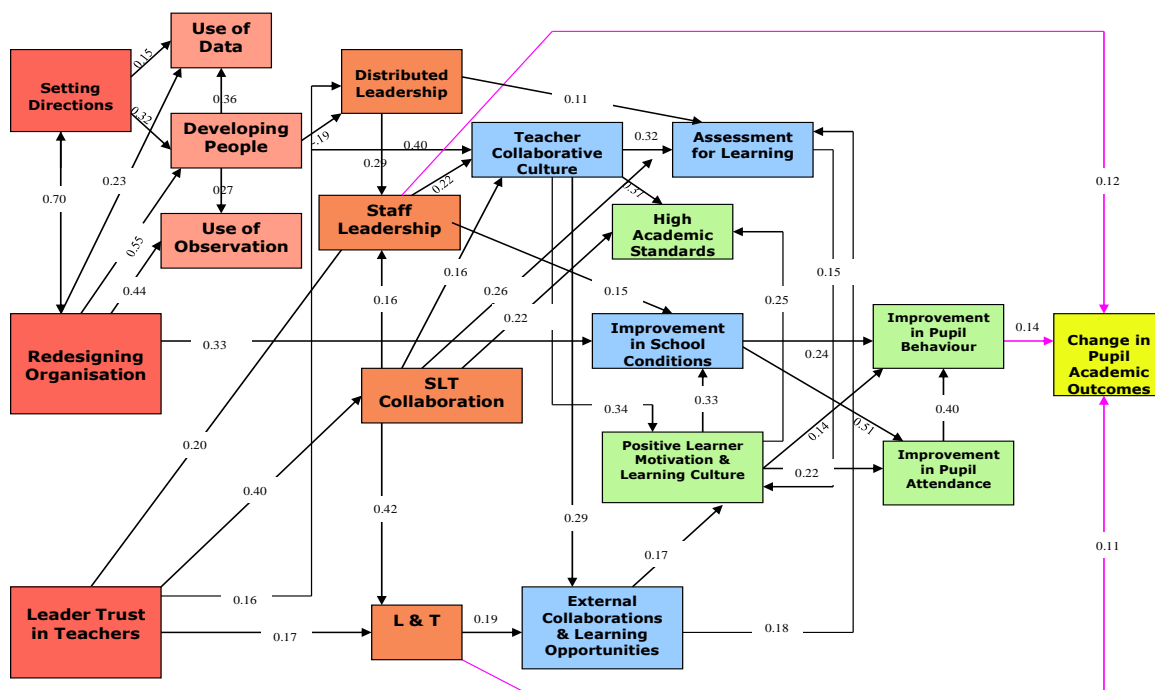 Use of
Data
0.15
Setting
Directions
0.36
0.32
Developing
People
-.19
Distributed
Leadership
0.11
0.40
Teacher
Collaborative
Culture
0.32
Assessment
for Learning
0.12
0.23
0.29
0.22
0.37
0.70
027
Use of
Observation
Staff
Leadership
High
Academic
Standards
0.55
0.44
0.16
0.16
0.26
0.22
0.15
0.25
0.15
Redesigning
Organisation
0.33
Improvement
in School
Conditions
0.24
Improvement
in Pupil
Behaviour
0.14
Change in
Pupil
Academic
Outcomes
SLT
Collaboration
0.34
0.33
0.14
0.51
0.40
0.20
Positive Learner
Motivation &
Learning Culture
0.22
Improvement
in Pupil
Attendance
0.40
0.42
0.29
0.17
0.11
Leader Trust
in Teachers
0.16
0.17
L & T
0.19
External
Collaborations
& Learning
Opportunities
0.18